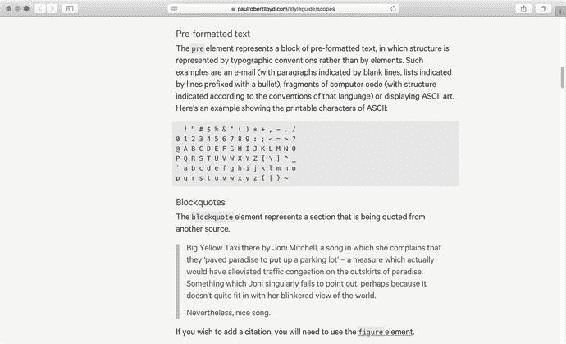 paulrobertlloyd.com/styleguide/scopes
Pre-formatted text
The pre element represents a block of pre-formatted text, in which structure is
represented by typographic conventions rather than by elements. Such
examples are an e-mail (with paragraphs indicated by blank lines, lists indicated
by lines prefixed with a bullet), fragments of computer code (with structure
indicated according to the conventions of that language) or displaying ASCII art.
Here's an example showing the printable characters of ASCII:
! " # $ % & ' ( ) * + , - . /
0 1 2 3 4 5 6 7 8 9 : ; < = > ?
@ A B C D E F G H I J K L M N O
P Q R S T U V W X Y Z [ \ ] ^ _
` a b c d e f g h i j k l m n o
p q r s t u v w x y z { | } ~
Blockquotes
The blockquote element represents a section that is being quoted from
another source.
Big Yellow Taxi there by Joni Mitchell, a song in which she complains that
they 'paved paradise to put up a parking lot' – a measure which actually
would have alleviated traffic congestion on the outskirts of paradise.
Something which Joni singularly fails to point out, perhaps because it
doesn't quite fit in with her blinkered view of the world.
Nevertheless, nice song.
If you wish to add a citation, you will need to use the figure element.